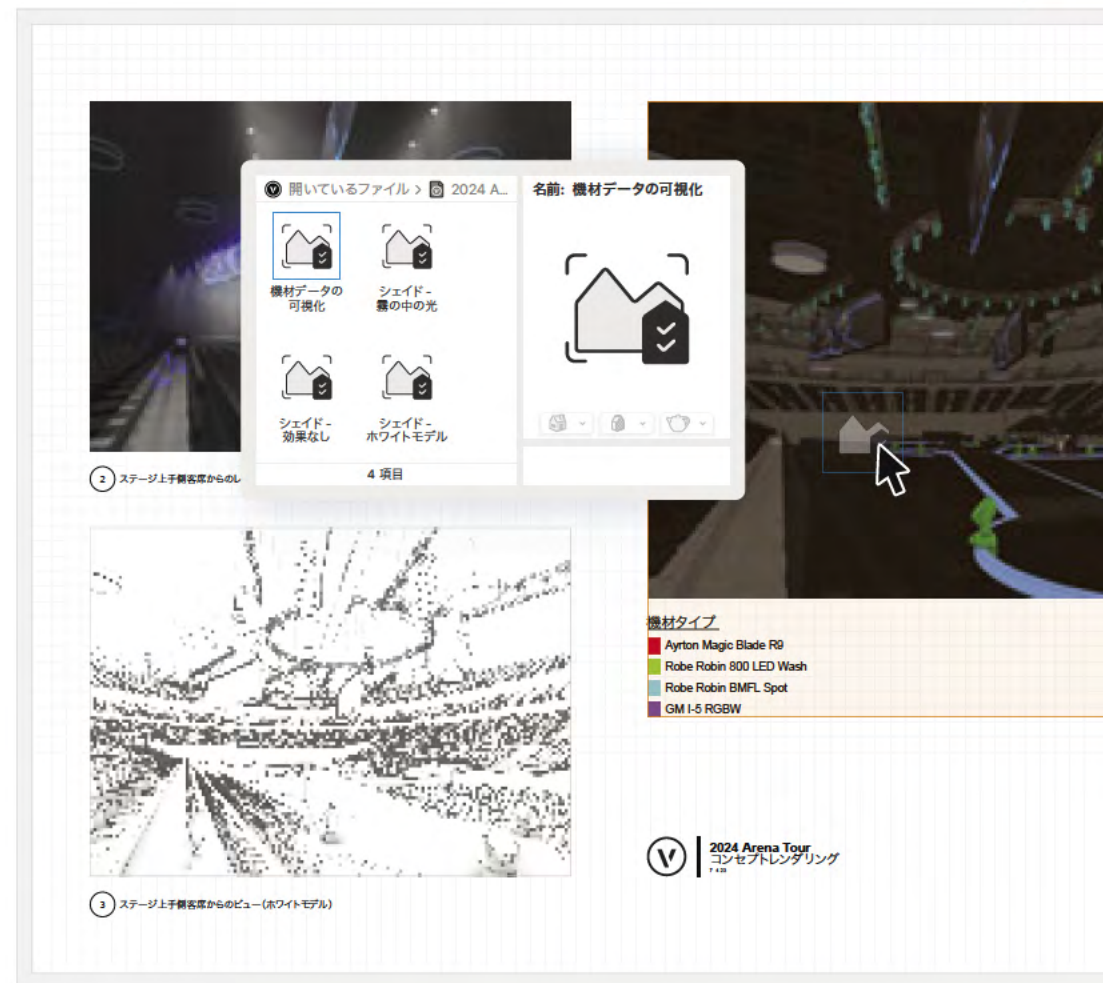 開いているファイル › 2024 A...
名前: 機材データの可視化
機材データの
可視化
シェイド -
霧の中の光
シェイド -
効果なし
シェイド -
ホワイトモデル
4 項目
2 ステージ上手側客席からのレ
機材タイプ
Ayrton Magic Blade R9
Robe Robin 800 LED Wash
Robe Robin BMFL Spot
GM I-5 RGBW
2024 Arena Tour
コンセプトレンダリング
3 ステージ上手側客席からのビュー(ホワイトモデル)